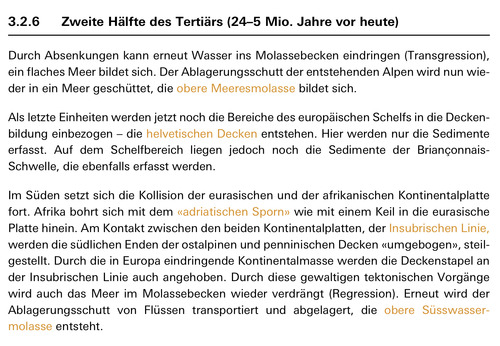 3.2.6 Zweite Hälfte des Tertiärs (24–5 Mio. Jahre vor heute)
Durch Absenkungen kann erneut Wasser ins Molassebecken eindringen (Transgression),
ein flaches Meer bildet sich. Der Ablagerungsschutt der entstehenden Alpen wird nun wie-
der in ein Meer geschüttet, die obere Meeresmolasse bildet sich.
Als letzte Einheiten werden jetzt noch die Bereiche des europäischen Schelfs in die Decken-
bildung einbezogen – die helvetischen Decken entstehen. Hier werden nur die Sedimente
erfasst. Auf dem Schelfbereich liegen jedoch noch die Sedimente der Briançonnais-
Schwelle, die ebenfalls erfasst werden.
Im Süden setzt sich die Kollision der eurasischen und der afrikanischen Kontinentalplatte
fort. Afrika bohrt sich mit dem «adriatischen Sporn» wie mit einem Keil in die eurasische
Platte hinein. Am Kontakt zwischen den beiden Kontinentalplatten, der Insubrischen Linie,
werden die südlichen Enden der ostalpinen und penninischen Decken «umgebogen», steil-
gestellt. Durch die in Europa eindringende Kontinentalmasse werden die Deckenstapel an
der Insubrischen Linie auch angehoben. Durch diese gewaltigen tektonischen Vorgänge
wird auch das Meer im Molassebecken wieder verdrängt (Regression). Erneut wird der
Ablagerungsschutt von Flüssen transportiert und abgelagert, die obere Süsswasser-
molasse entsteht.